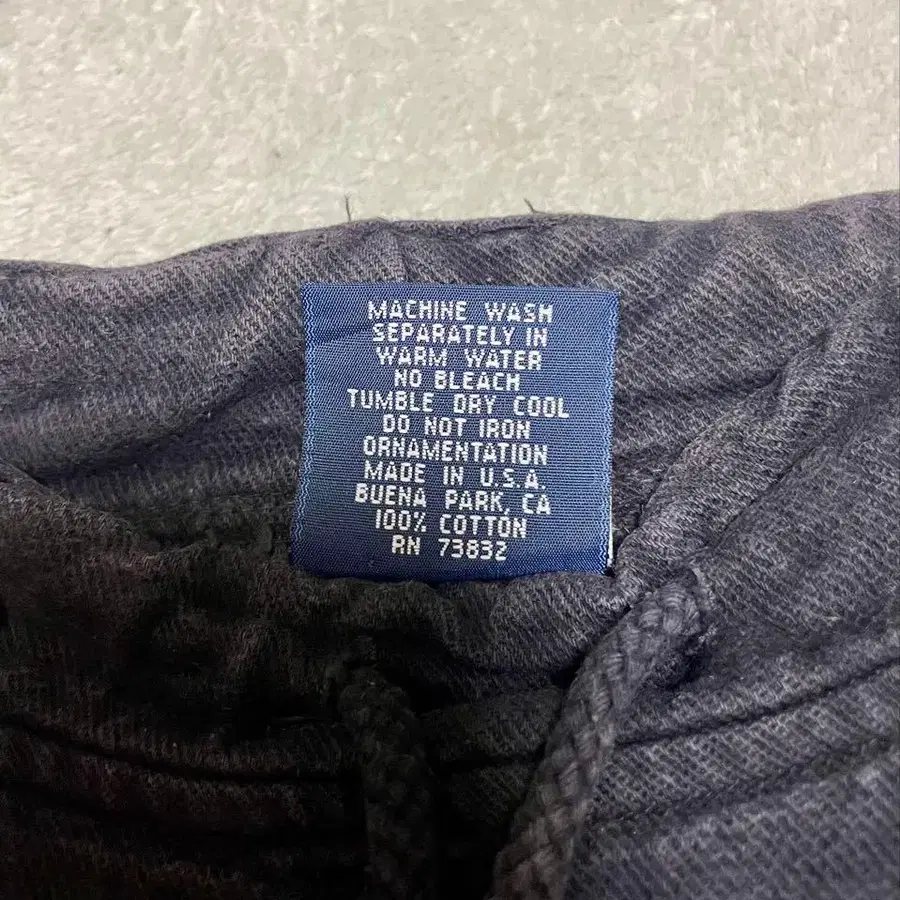 MACHINE WASH
SEPARATELY IN
WARM WATER
NO BLEACH
TUMBLE DRY COOL
DO NOT IRON
ORNAMENTATION
MADE IN U.S.A.
BUENA PARK, CA
100% COTTON
RN 73832